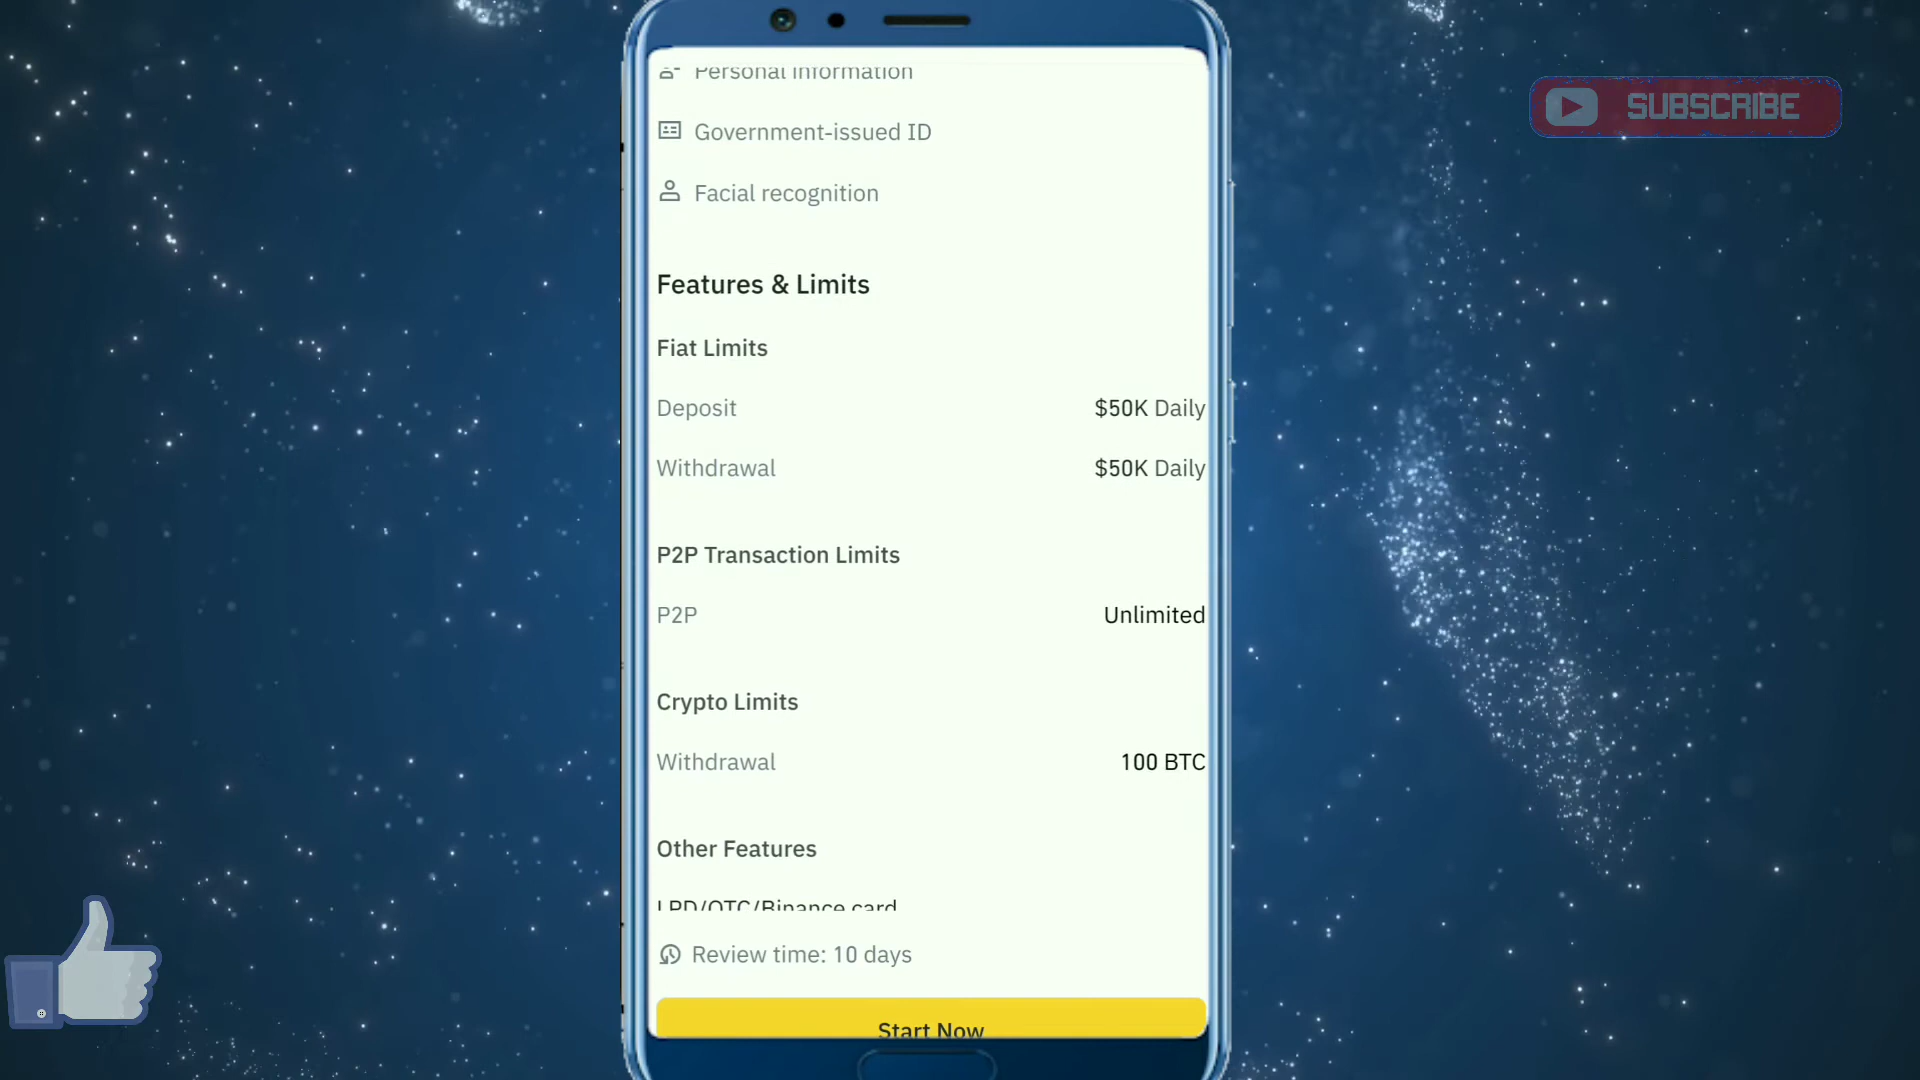 Personal information
Government-issued ID
Facial recognition
Features & Limits
Fiat Limits
Deposit $50K Daily
Withdrawal $50K Daily
P2P Transaction Limits
P2P Unlimited
Crypto Limits
Withdrawal 100 BTC
Other Features
LPD/OTC/Binance card
Review time: 10 days
Start Now
SUBSCRIBE